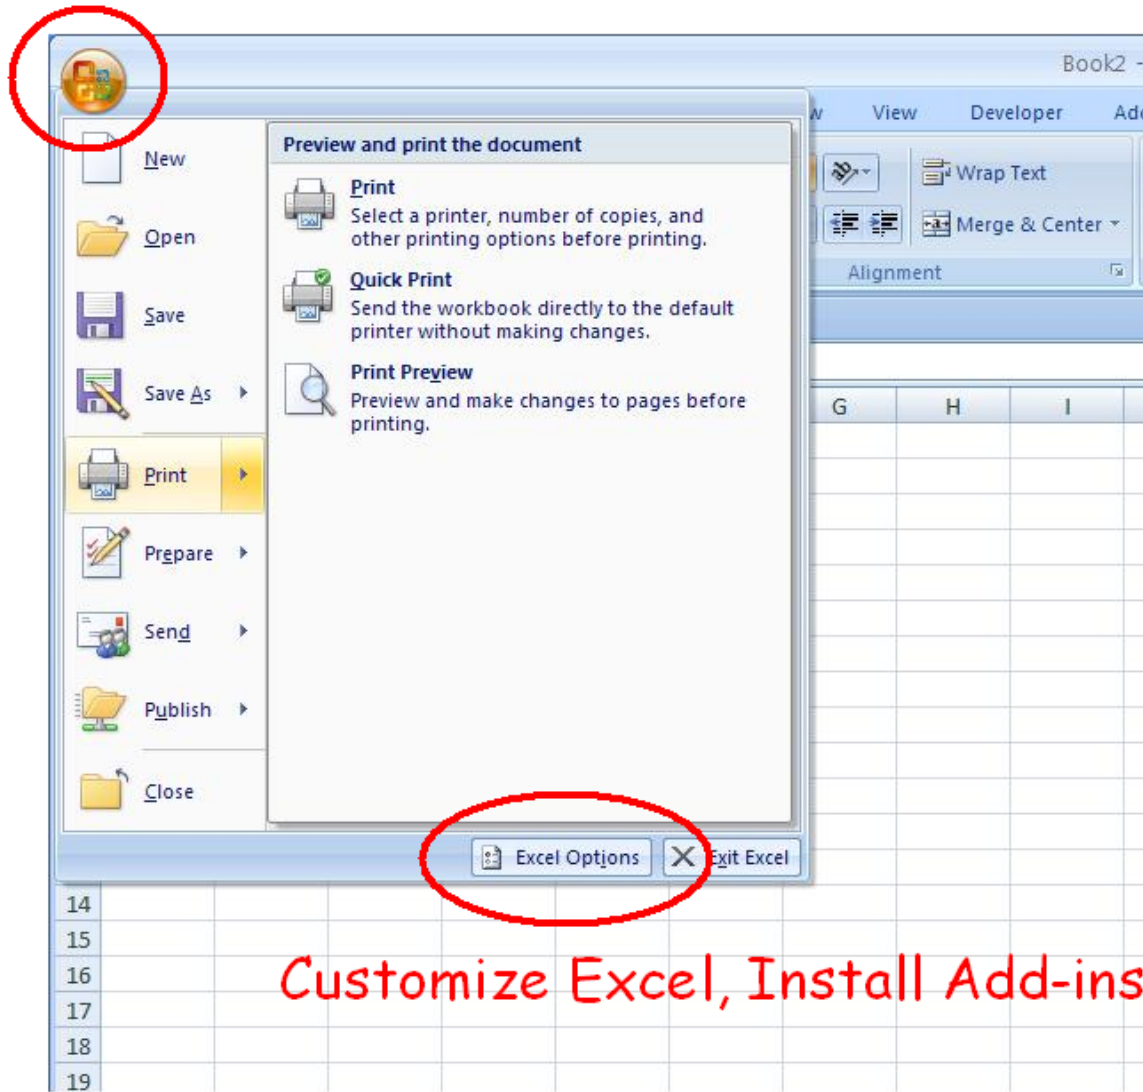 Book2 -
View Developer
New
Preview and print the document
Print
Select a printer, number of copies, and
other printing options before printing.
Wrap Text
Open
Merge & Center
Quick Print
Send the workbook directly to the default
printer without making changes.
Alignment
Save
Print Preview
Preview and make changes to pages before
printing.
Save As
G H I
Print
Prepare
Send
Publish
Close
Excel Options Exit Excel
14
15
16
Customize Excel, Install Add-ins
17
18
19